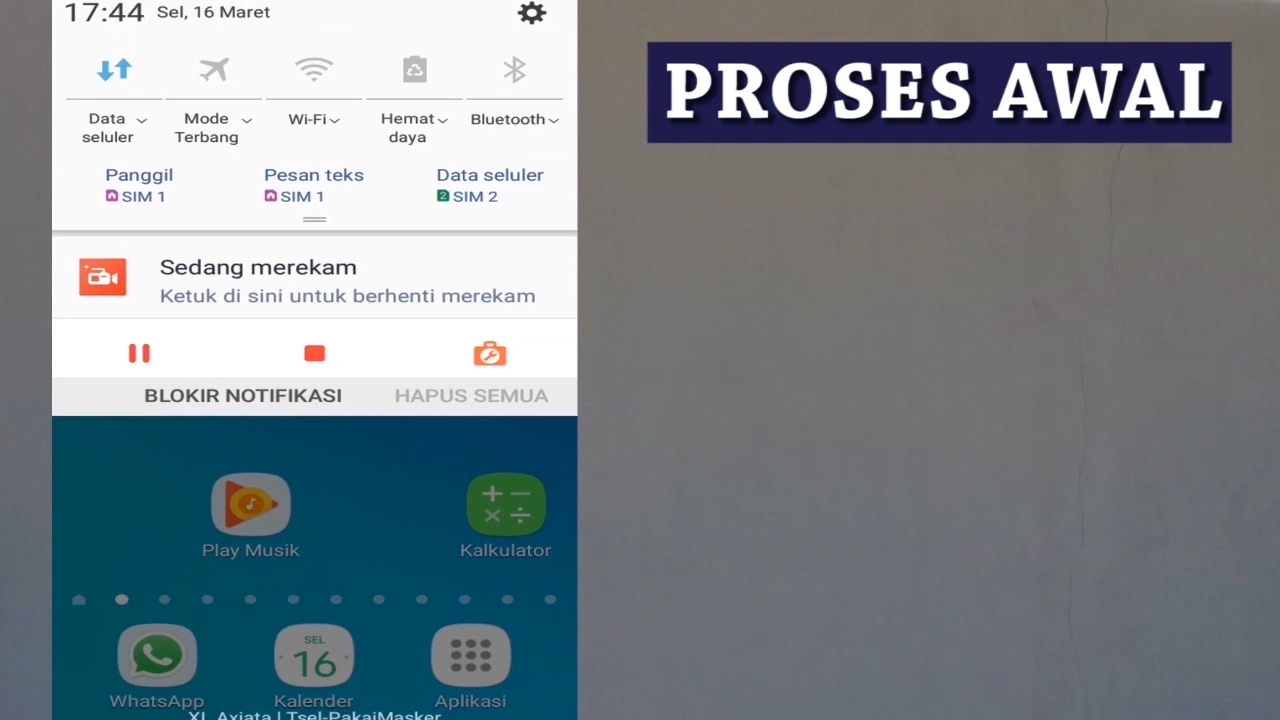 17:44 Sel, 16 Maret
PROSES AWAL
Data seluler
Mode Terbang
Wi-Fi
Hemat daya
Bluetooth
Panggil
SIM 1
Pesan teks
SIM 1
Data seluler
2 SIM 2
Sedang merekam
Ketuk di sini untuk berhenti merekam
BLOKIR NOTIFIKASI
HAPUS SEMUA
Play Musik
Kalkulator
SEL
16
WhatsApp
Kalender
Aplikasi
XL Axiata | Tsel-PakaiMasker